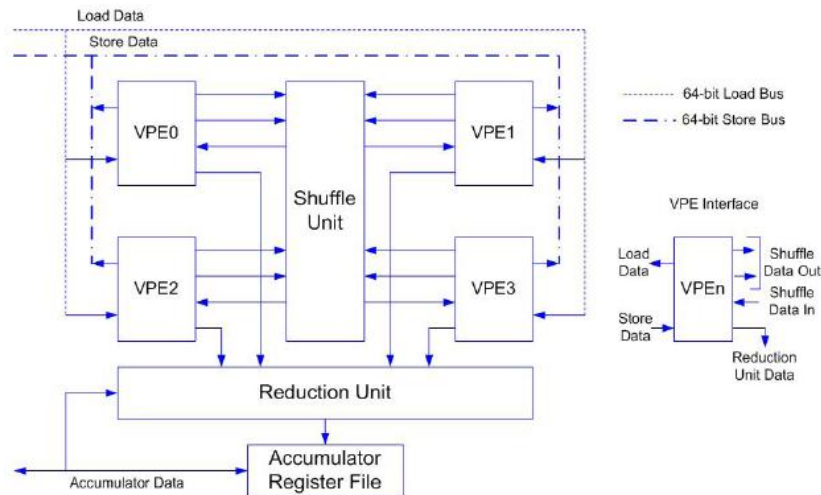 Load Data
Store Data
VPE0
VPE1
Shuffle
Unit
VPE2
VPE3
Reduction Unit
Accumulator Data
Accumulator
Register File
64-bit Load Bus
64-bit Store Bus
VPE Interface
Load
Data
Store
Data
VPEn
Shuffle
Data Out
Shuffle
Data In
Reduction
Unit Data